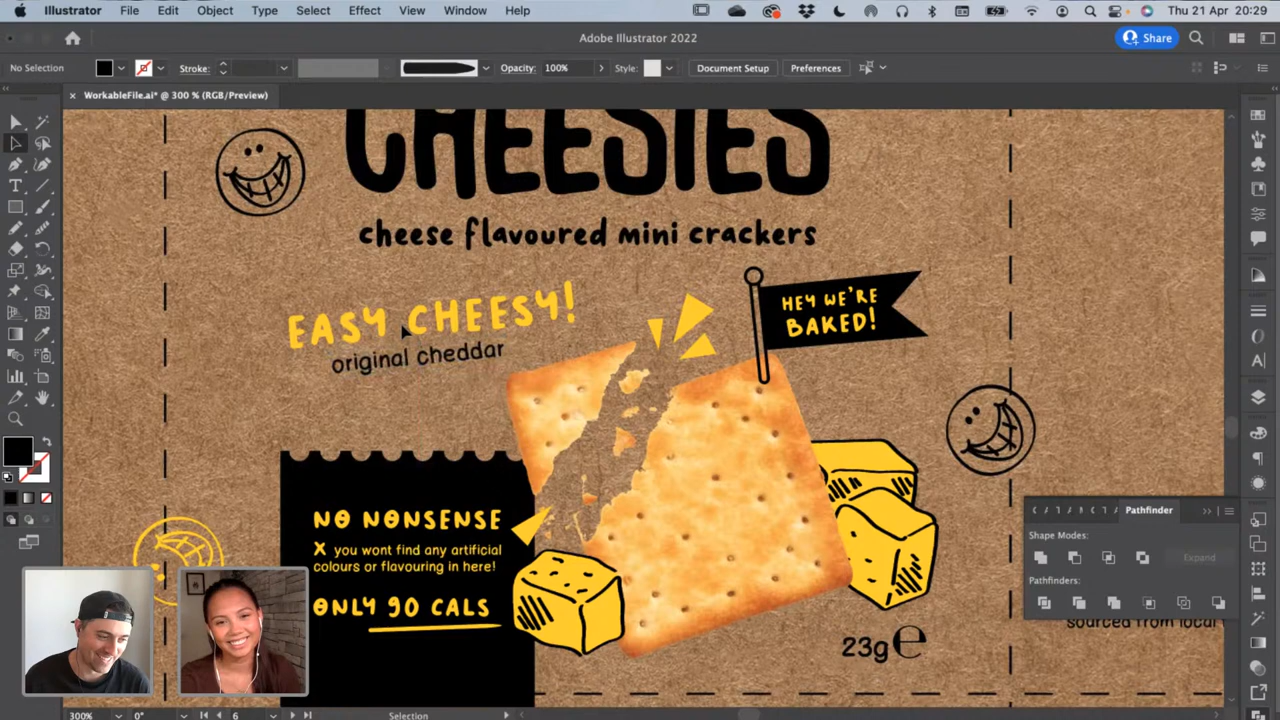 Illustrator File Edit Object Type Select Effect View Window Help Thu 21 Apr 20:29
Adobe Illustrator 2022 Share
No Selection Stroke: Opacity: 100% Style: Document Setup Preferences
× WorkableFile.ai* @ 300 % (RGB/Preview)
CHEESIES
cheese flavoured mini crackers
EASY CHEESY!
original cheddar
HEY WE'RE
BAKED!
NO NONSENSE
X you wont find any artificial
colours or flavouring in here!
ONLY 90 CALS
23g℮
Pathfinder
Shape Modes:
Expand
Pathfinders:
sourced from local
300% 0° 6 Selection